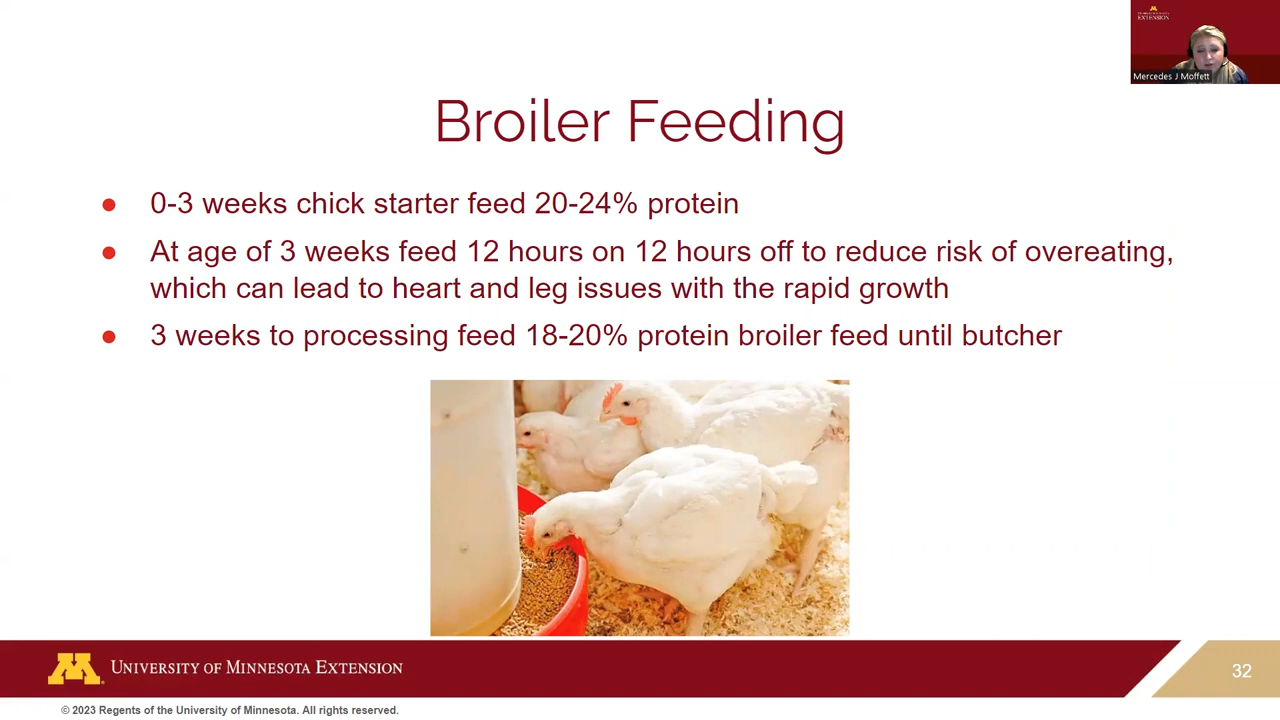 EXTENSION
Mercedes J Moffett
Broiler Feeding
● 0-3 weeks chick starter feed 20-24% protein
● At age of 3 weeks feed 12 hours on 12 hours off to reduce risk of overeating,
which can lead to heart and leg issues with the rapid growth
● 3 weeks to processing feed 18-20% protein broiler feed until butcher
M
UNIVERSITY OF MINNESOTA EXTENSION
32
© 2023 Regents of the University of Minnesota. All rights reserved.